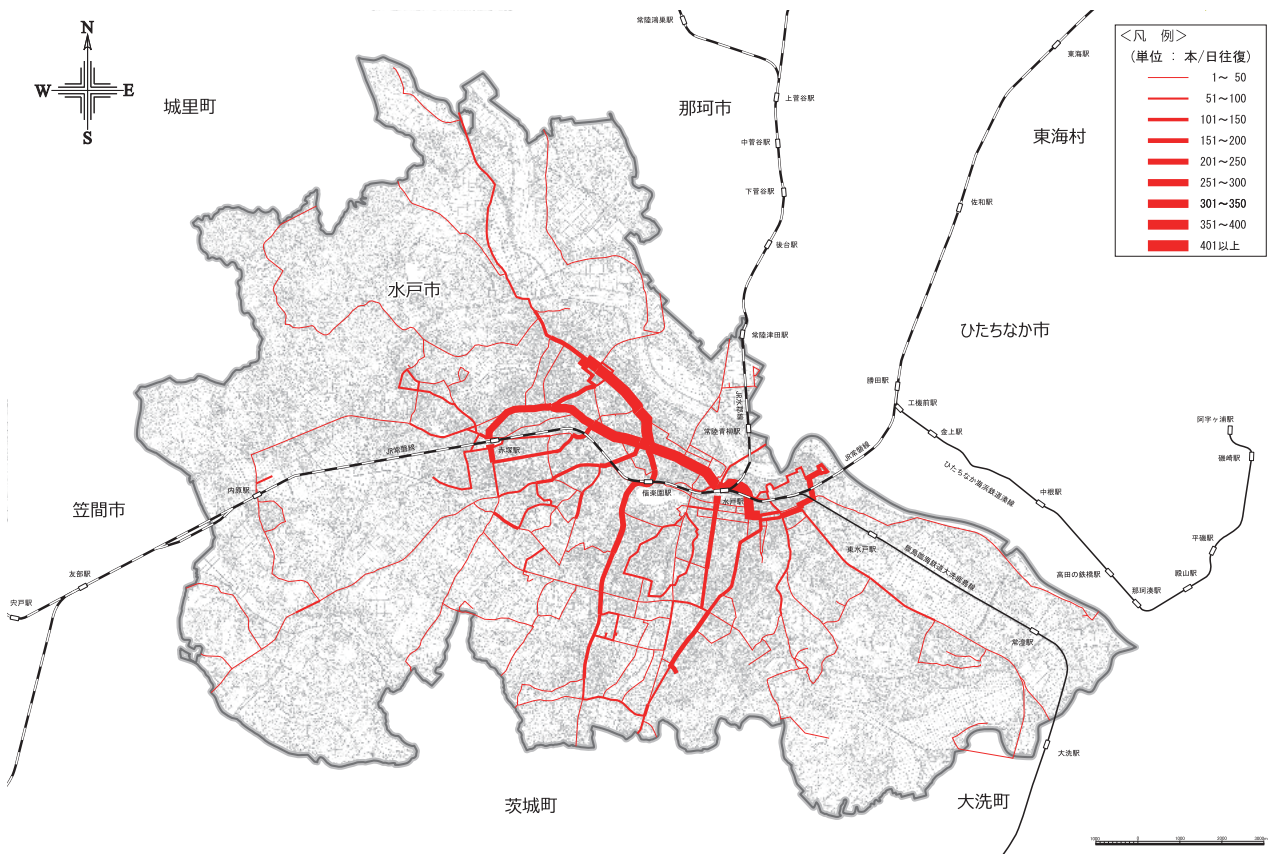 N
W E
S
城里町
那珂市
東海村
水戸市
ひたちなか市
笠間市
茨城町
大洗町
常陸鴻巣駅
上菅谷駅
中菅谷駅
下菅谷駅
後台駅
常陸津田駅
JR水郡線
常陸青柳駅
東海駅
佐和駅
勝田駅
工機前駅
金上駅
ひたちなか海浜鉄道湊線
中根駅
高田の鉄橋駅
那珂湊駅
殿山駅
平磯駅
磯崎駅
阿字ヶ浦駅
JR常磐線
JR常磐線
赤塚駅
偕楽園駅
水戸駅
内原駅
友部駅
宍戸駅
東水戸駅
鹿島臨海鉄道大洗鹿島線
常澄駅
大洗駅
＜凡 例＞
(単位 : 本/日往復)
1～ 50
51～100
101～150
151～200
201～250
251～300
301～350
351～400
401以上
1000 0 1000 2000 3000m